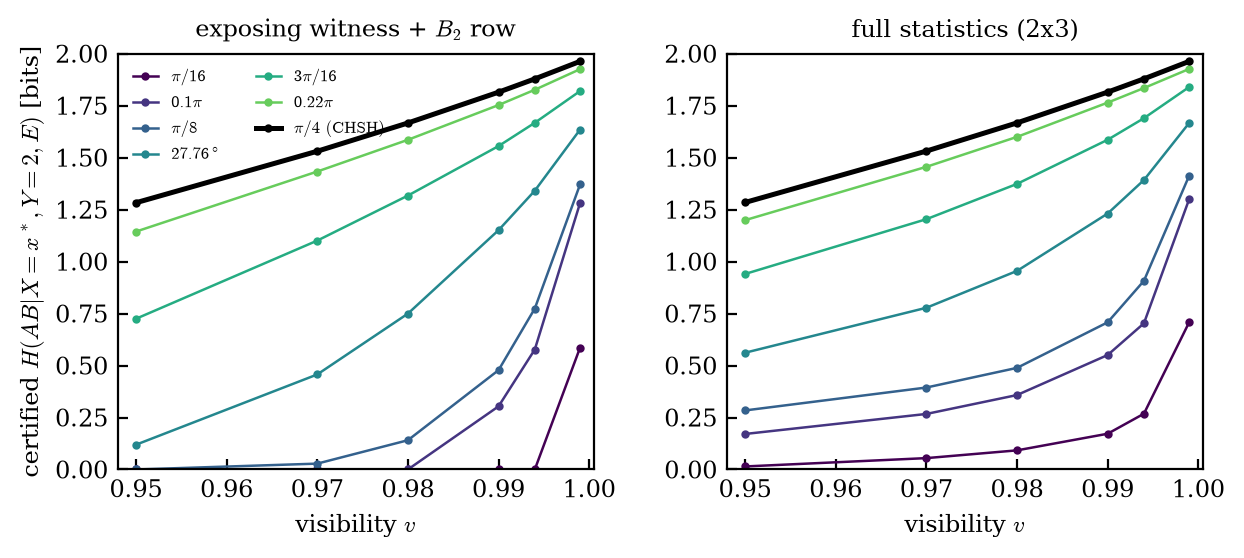 exposing witness + B₂ row
certified H(AB|X = x*, Y = 2, E) [bits]
2.00
1.75
1.50
1.25
1.00
0.75
0.50
0.25
0.00
π/16
0.1π
π/8
27.76°
3π/16
0.22π
π/4 (CHSH)
0.95 0.96 0.97 0.98 0.99 1.00
visibility v
full statistics (2x3)
2.00
1.75
1.50
1.25
1.00
0.75
0.50
0.25
0.00
0.95 0.96 0.97 0.98 0.99 1.00
visibility v